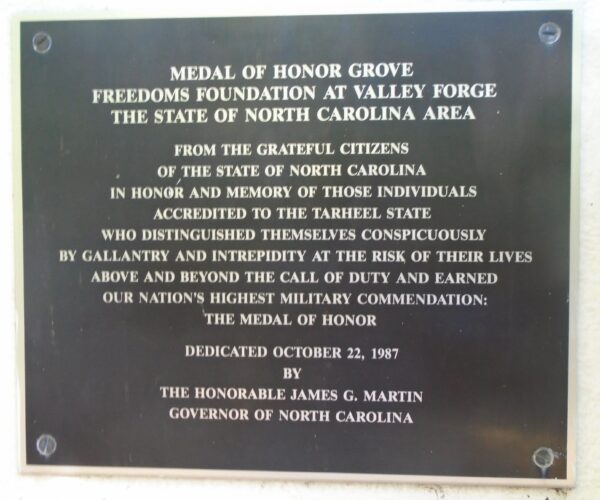 MEDAL OF HONOR GROVE
FREEDOMS FOUNDATION AT VALLEY FORGE
THE STATE OF NORTH CAROLINA AREA
FROM THE GRATEFUL CITIZENS
OF THE STATE OF NORTH CAROLINA
IN HONOR AND MEMORY OF THOSE INDIVIDUALS
ACCREDITED TO THE TARHEEL STATE
WHO DISTINGUISHED THEMSELVES CONSPICUOUSLY
BY GALLANTRY AND INTREPIDITY AT THE RISK OF THEIR LIVES
ABOVE AND BEYOND THE CALL OF DUTY AND EARNED
OUR NATION'S HIGHEST MILITARY COMMENDATION:
THE MEDAL OF HONOR
DEDICATED OCTOBER 22, 1987
BY
THE HONORABLE JAMES G. MARTIN
GOVERNOR OF NORTH CAROLINA